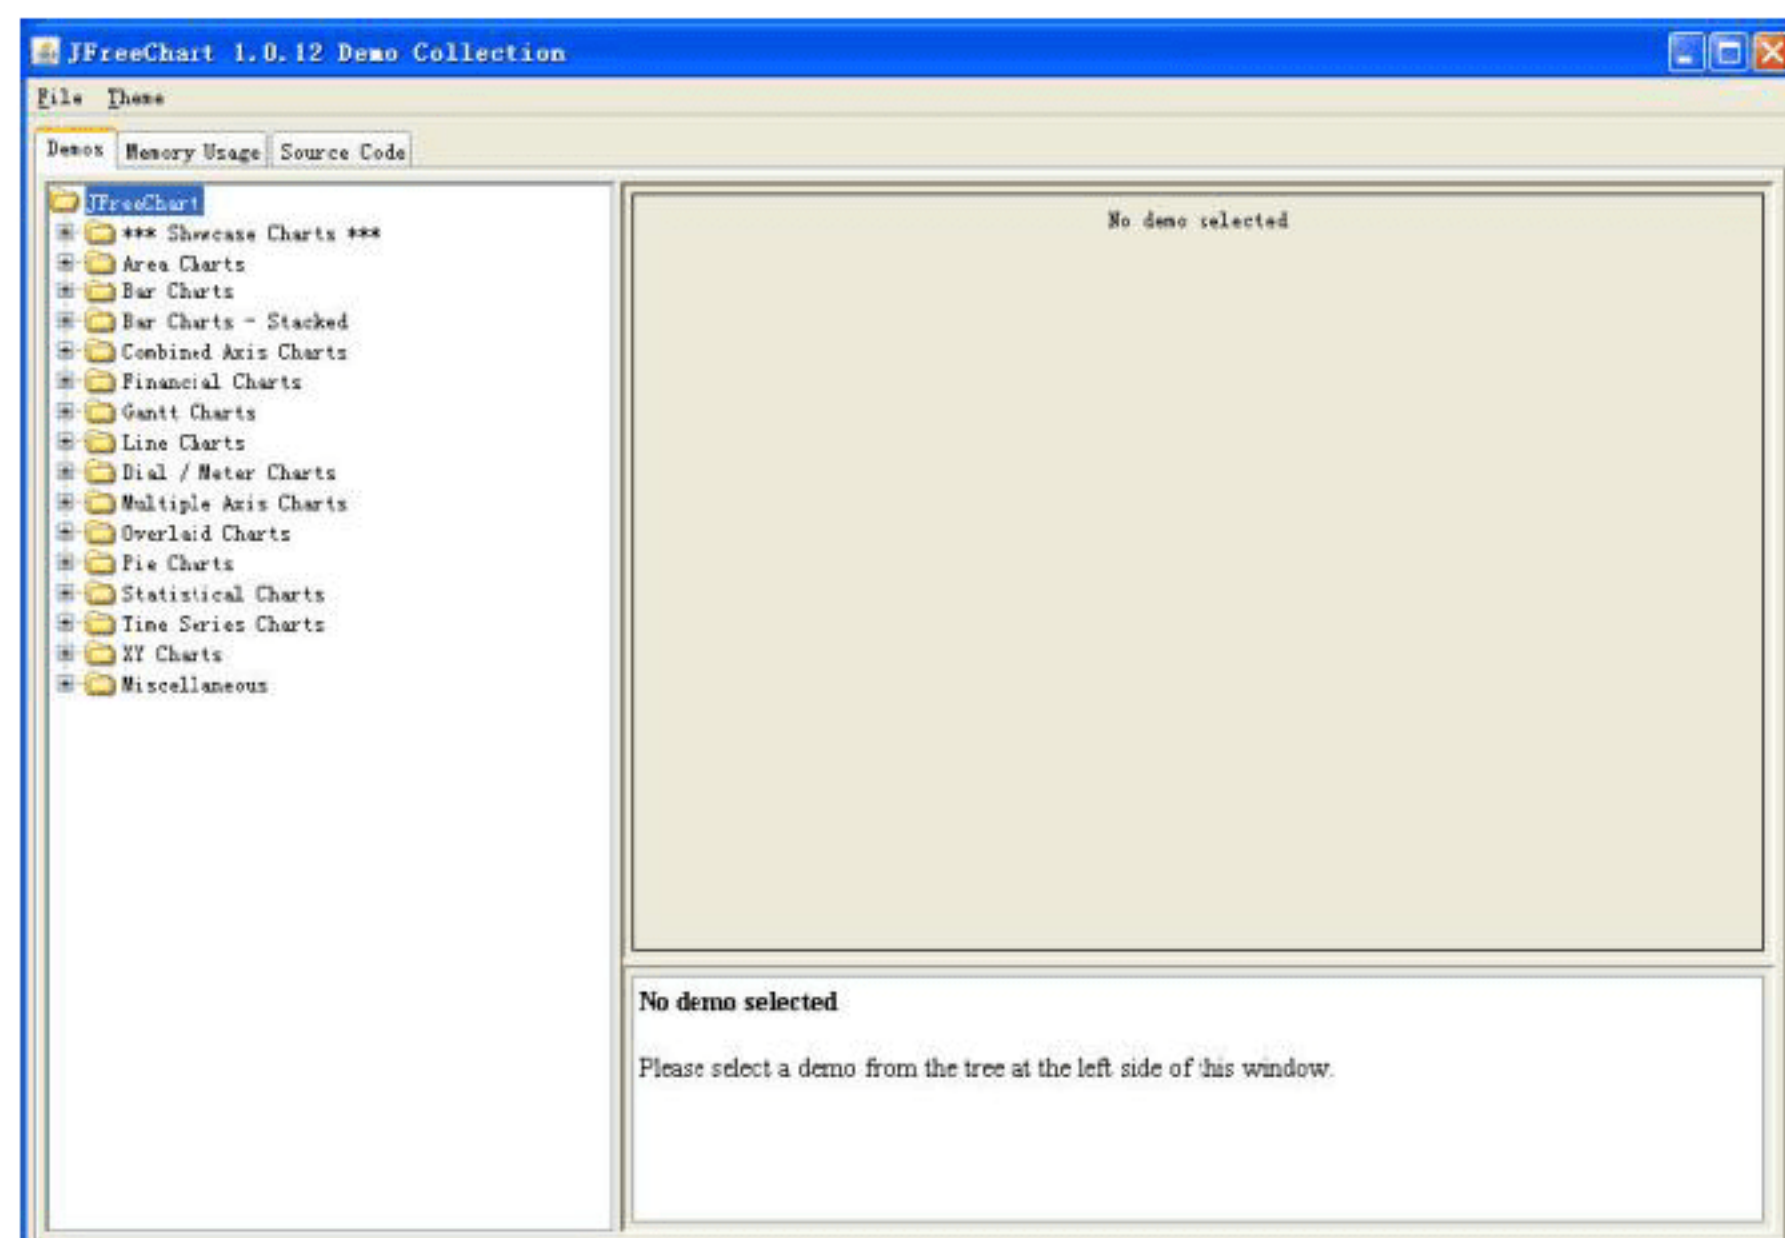 JFreeChart 1.0.12 Demo Collection
File Theme
Demos Memory Usage Source Code
JFreeChart
*** Showcase Charts ***
Area Charts
Bar Charts
Bar Charts - Stacked
Combined Axis Charts
Financial Charts
Gantt Charts
Line Charts
Dial / Meter Charts
Multiple Axis Charts
Overlaid Charts
Pie Charts
Statistical Charts
Time Series Charts
XY Charts
Miscellaneous
No demo selected
No demo selected
Please select a demo from the tree at the left side of this window.